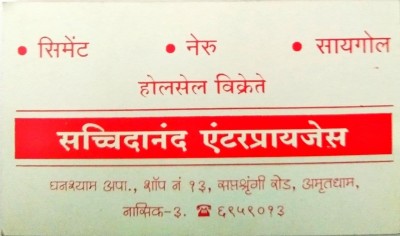 • सिमेंट • नेरु • सायगोल
होलसेल विक्रेते
सच्चिदानंद एंटरप्रायजेस
घनश्याम अपा., शॉप नं १३, सप्तश्रृंगी रोड, अमृतधाम,
नासिक-३. ☎ ६९५९०१३